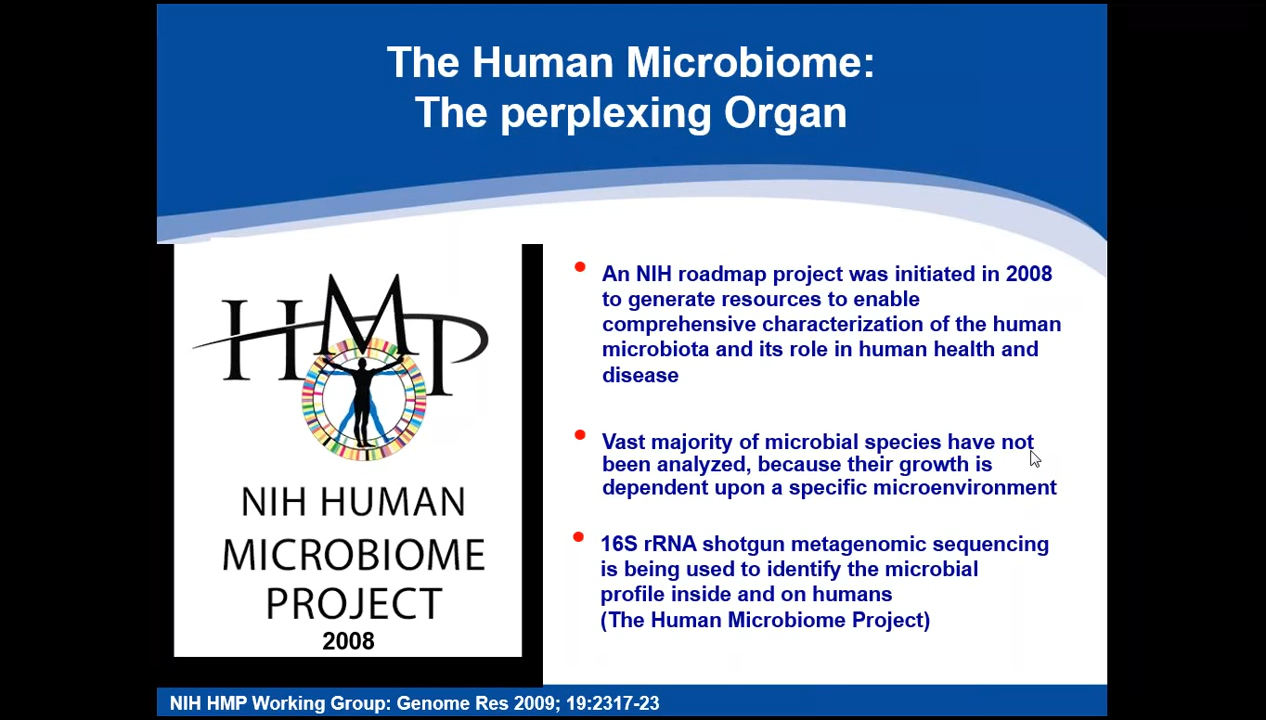 The Human Microbiome:
The perplexing Organ
HMP
NIH HUMAN
MICROBIOME
PROJECT
2008
An NIH roadmap project was initiated in 2008
to generate resources to enable
comprehensive characterization of the human
microbiota and its role in human health and
disease
Vast majority of microbial species have not
been analyzed, because their growth is
dependent upon a specific microenvironment
16S rRNA shotgun metagenomic sequencing
is being used to identify the microbial
profile inside and on humans
(The Human Microbiome Project)
NIH HMP Working Group: Genome Res 2009; 19:2317-23